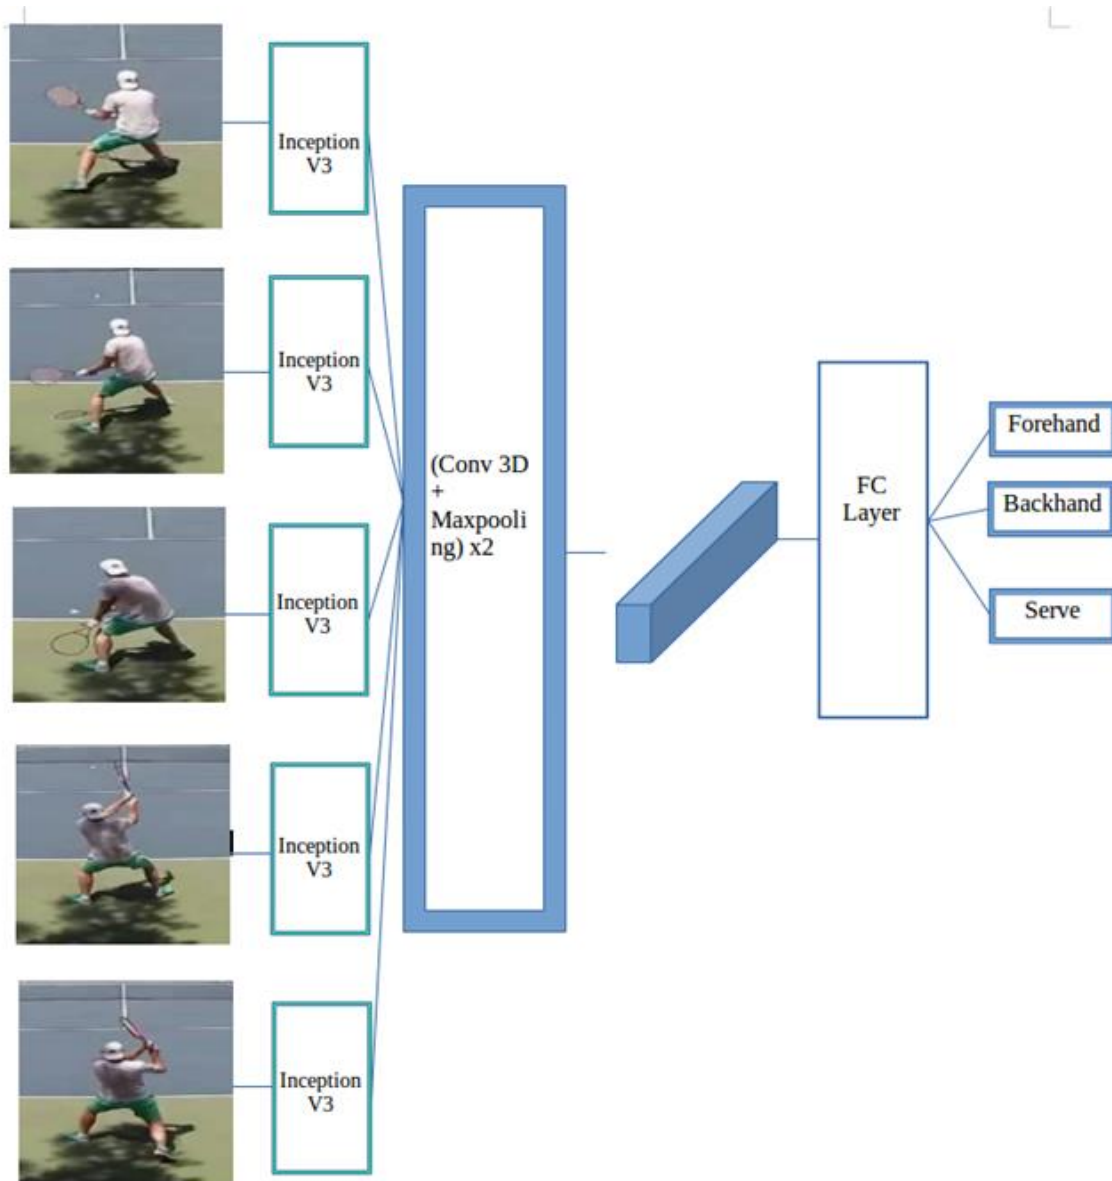 Inception
V3
Inception
V3
Inception
V3
Inception
V3
Inception
V3
(Conv 3D
+
Maxpooli
ng) x2
FC
Layer
Forehand
Backhand
Serve